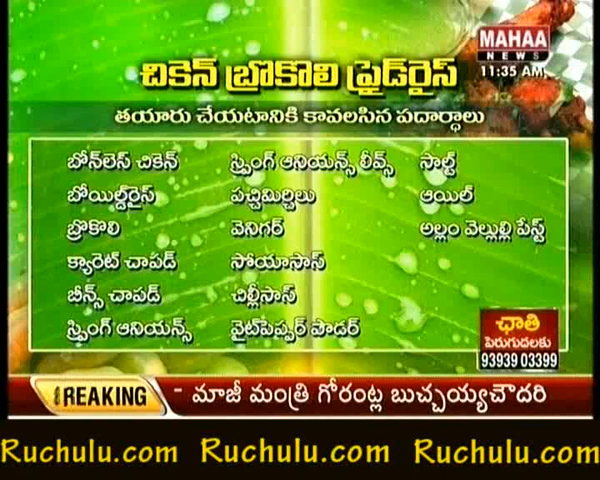 MAHAA
NEWS
11:35 AM
చికెన్ బ్రొకొలి ఫ్రైడ్‌రైస్
తయారు చేయటానికి కావలసిన పదార్ధాలు
బోన్‌లెస్ చికెన్
బోయిల్డ్‌రైస్
బ్రొకొలి
క్యారెట్ చాపడ్
బీన్స్ చాపడ్
స్ప్రింగ్ ఆనియన్స్
స్ప్రింగ్ ఆనియన్స్ లీవ్స్
పచ్చిమిర్చిలు
వెనిగర్
సోయాసాస్
చిల్లీసాస్
వైట్‌పెప్పర్ పౌడర్
సాల్ట్
ఆయిల్
అల్లం వెల్లుల్లి పేస్ట్
ఛాతి
పెరుగుదలకు
93939 03399
BREAKING - మాజీ మంత్రి గోరంట్ల బుచ్చయ్యచౌదరి
Ruchulu.com Ruchulu.com Ruchulu.com